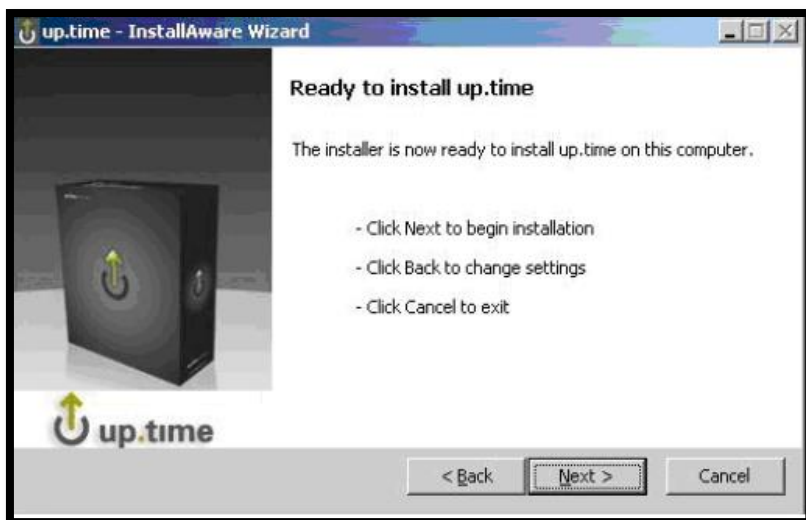 up.time - InstallAware Wizard
Ready to install up.time
The installer is now ready to install up.time on this computer.
- Click Next to begin installation
- Click Back to change settings
- Click Cancel to exit
up.time
< Back
Next >
Cancel